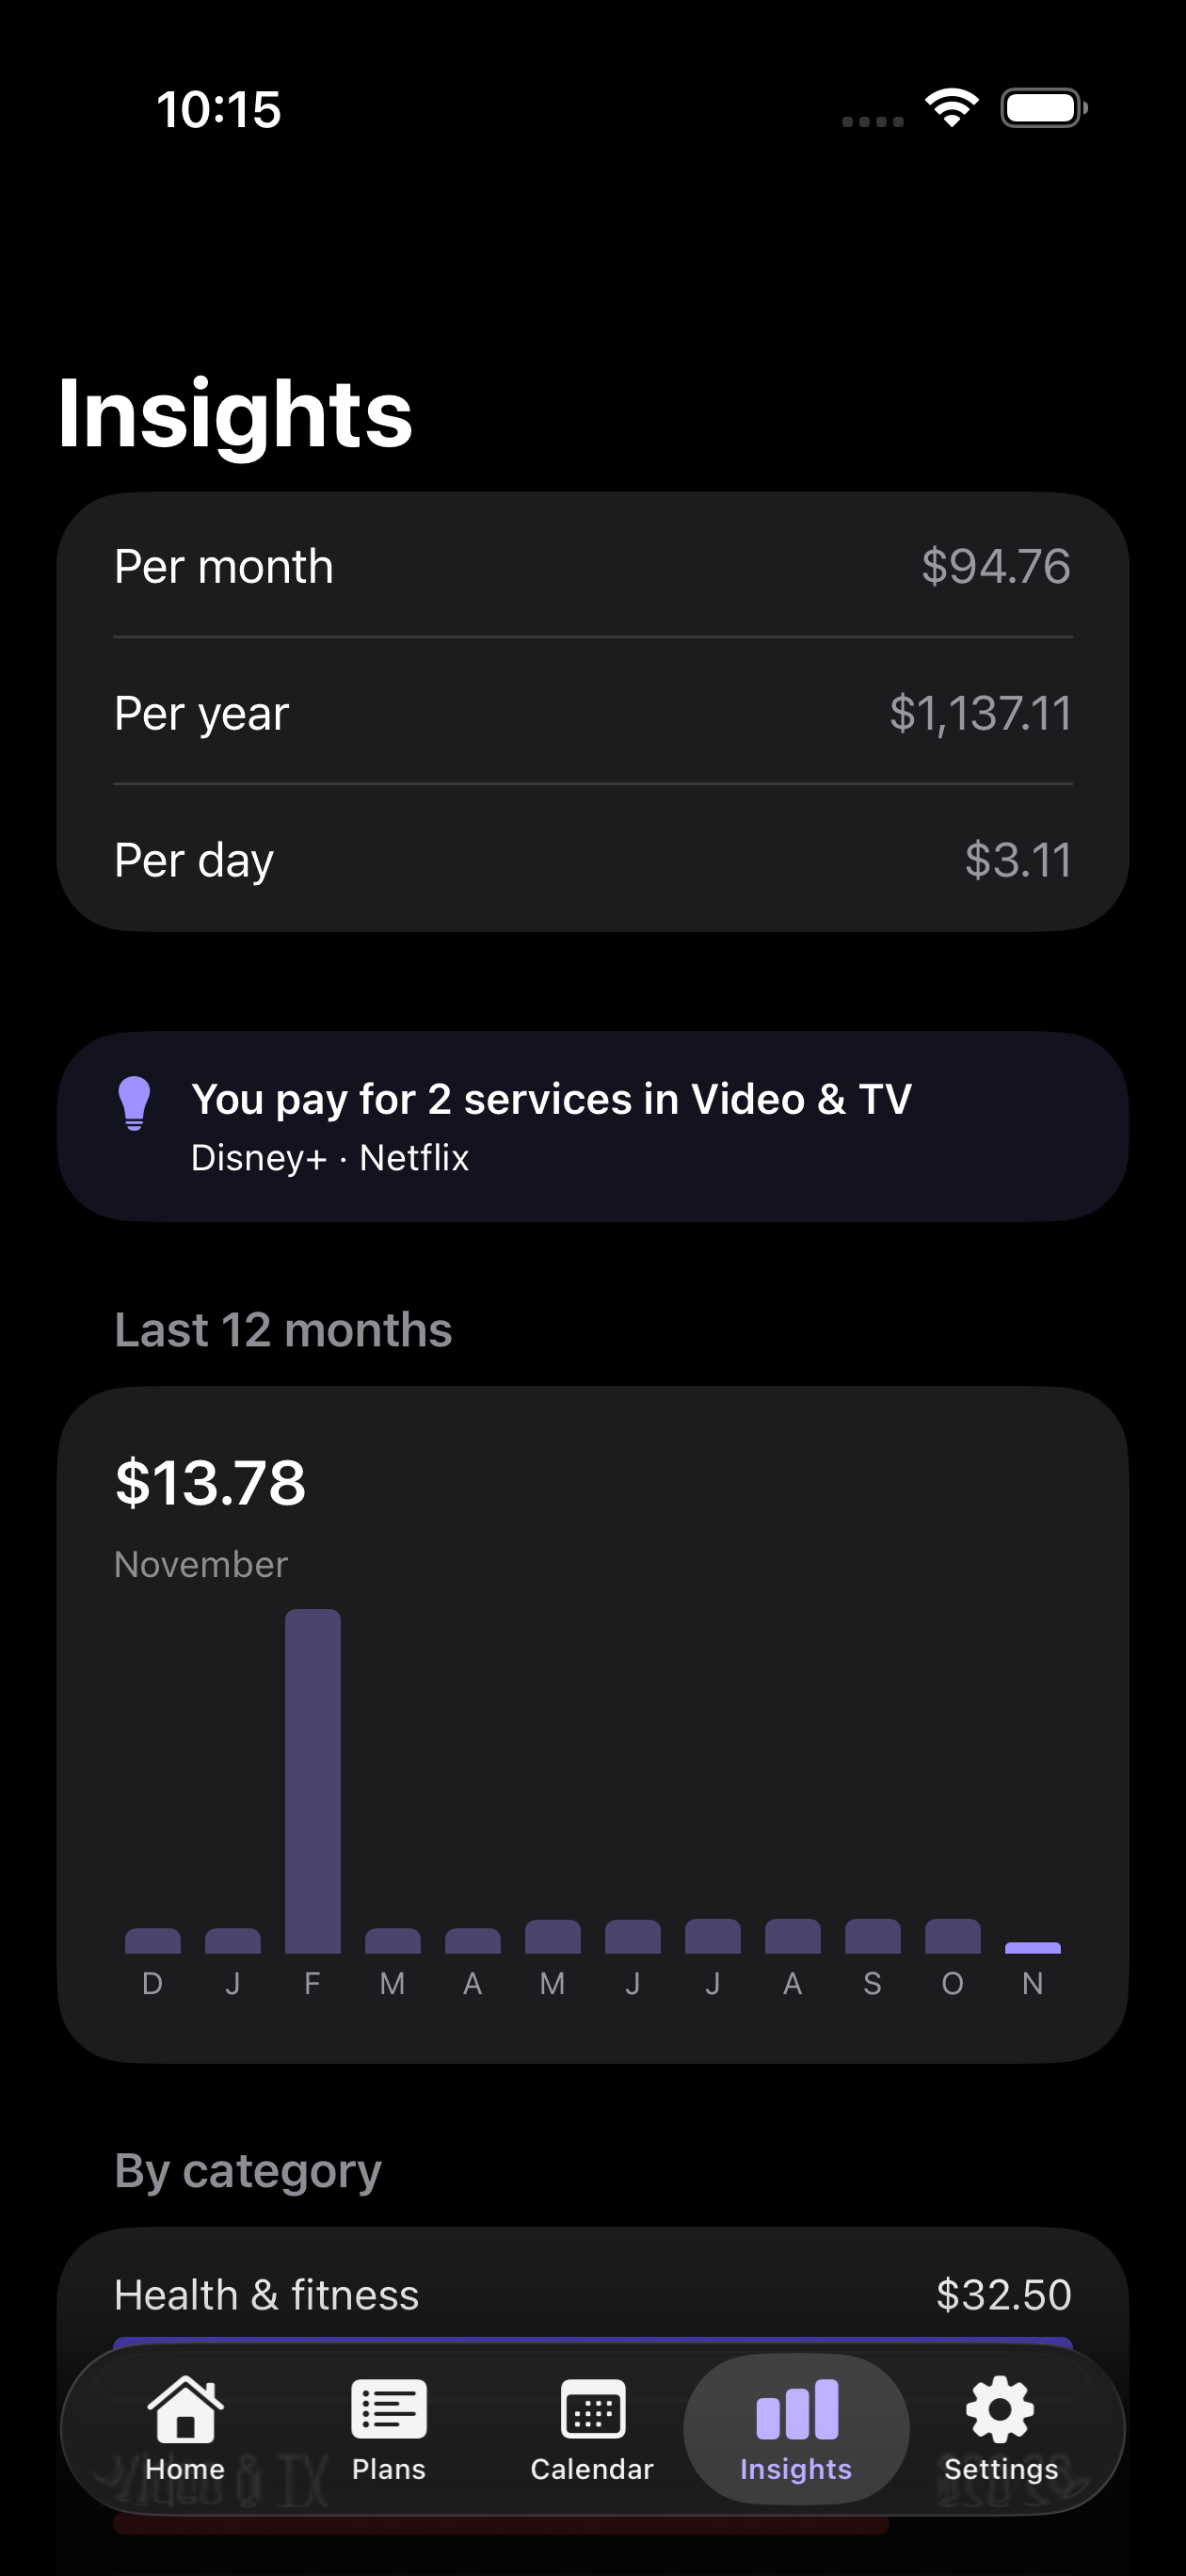 10:15
Insights
Per month $94.76
Per year $1,137.11
Per day $3.11
You pay for 2 services in Video & TV
Disney+ · Netflix
Last 12 months
$13.78
November
D J F M A M J J A S O N
By category
Health & fitness $32.50
Home Plans Calendar Insights Settings